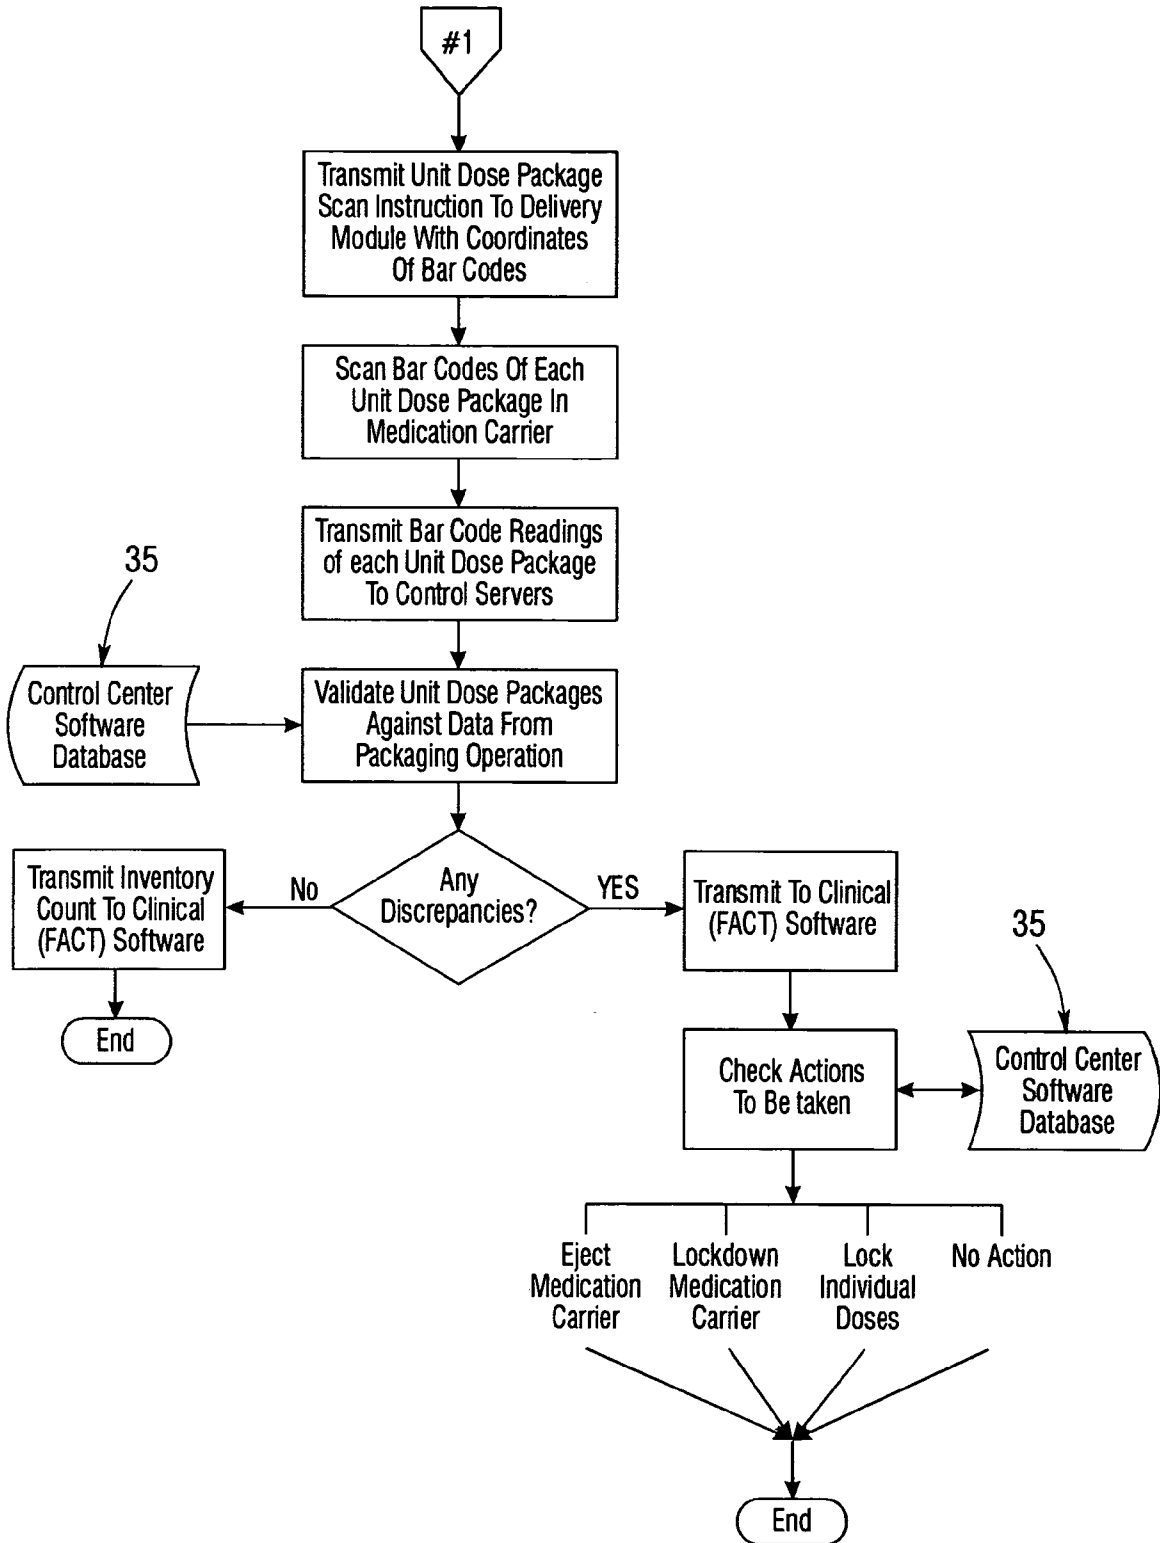 #1
Transmit Unit Dose Package
Scan Instruction To Delivery
Module With Coordinates
Of Bar Codes
Scan Bar Codes Of Each
Unit Dose Package In
Medication Carrier
Transmit Bar Code Readings
of each Unit Dose Package
To Control Servers
35
Control Center
Software
Database
Validate Unit Dose Packages
Against Data From
Packaging Operation
Transmit Inventory
Count To Clinical
(FACT) Software
No
Any
Discrepancies?
YES
Transmit To Clinical
(FACT) Software
End
35
Check Actions
To Be taken
Control Center
Software
Database
Eject
Medication
Carrier
Lockdown
Medication
Carrier
Lock
Individual
Doses
No Action
End